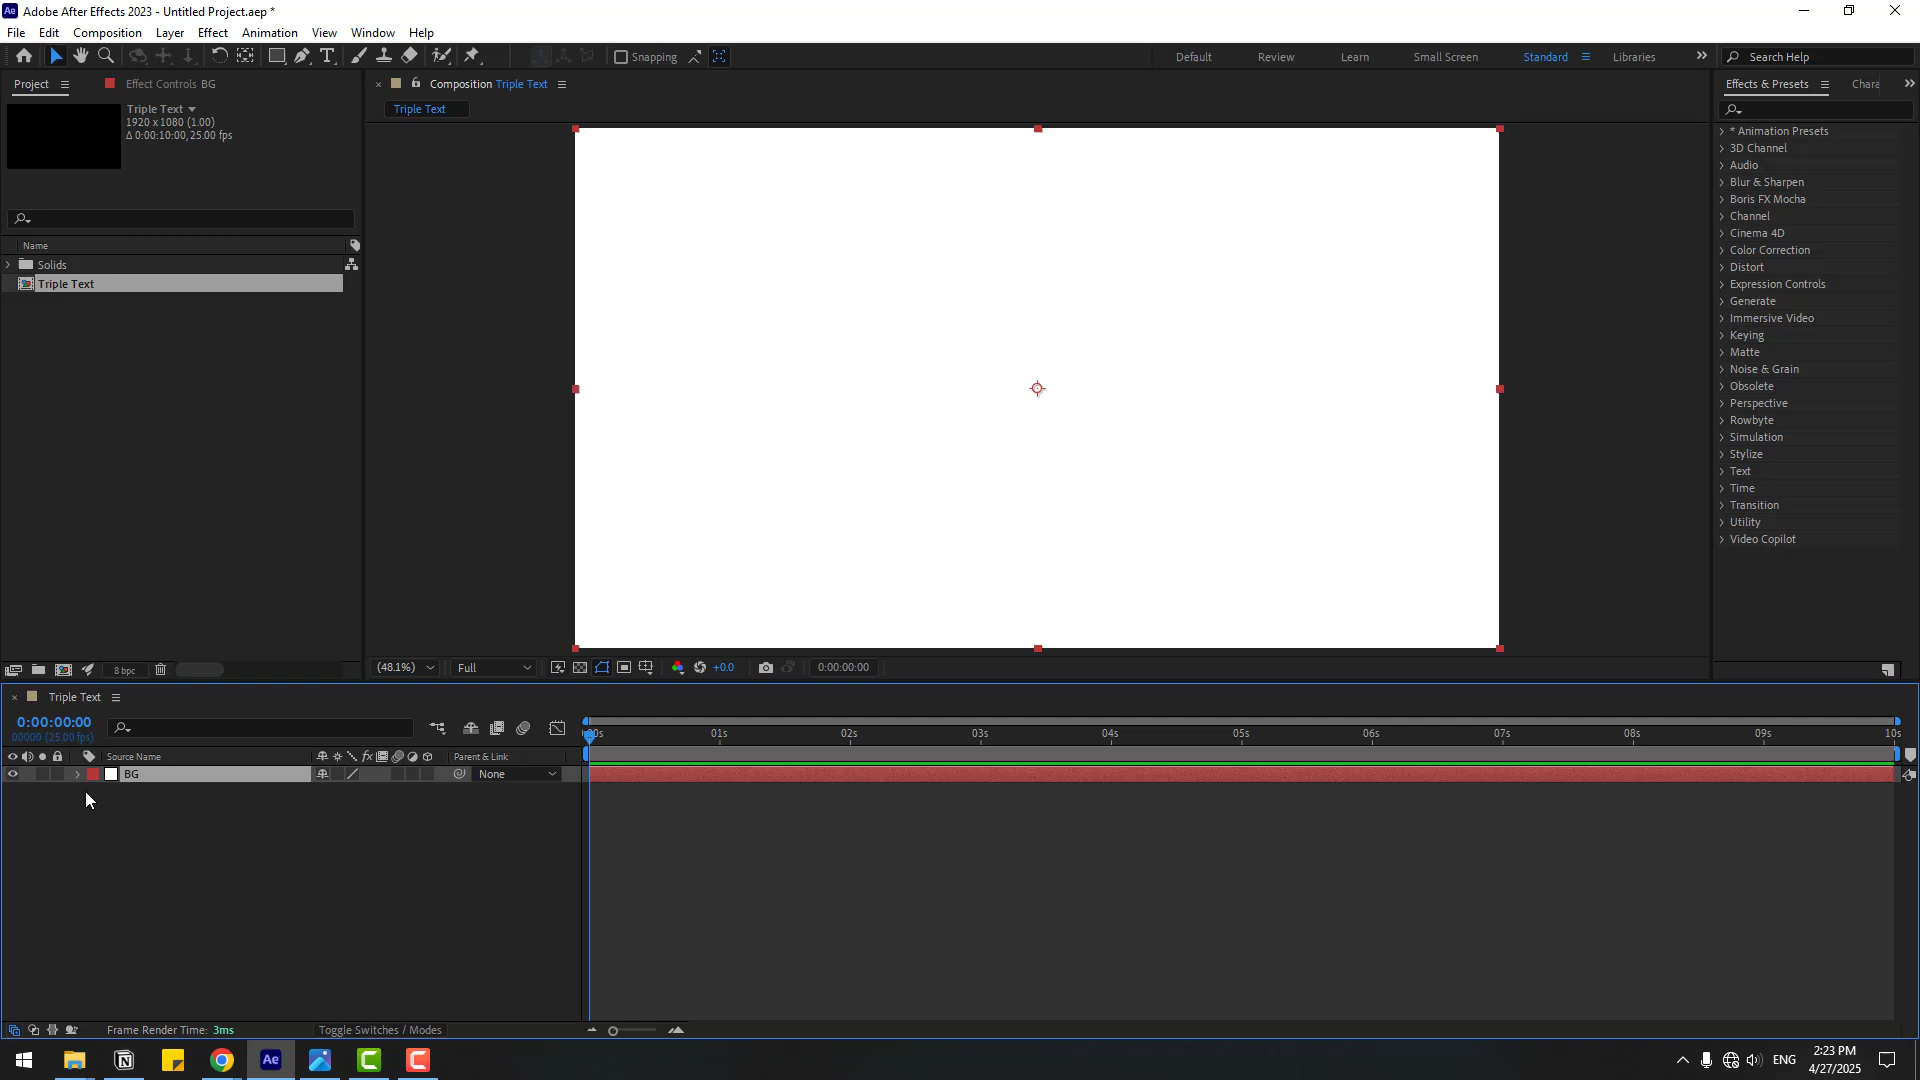 Adobe After Effects 2023 - Untitled Project.aep *
File Edit Composition Layer Effect Animation View Window Help
Snapping Default Review Learn Small Screen Standard Libraries Search Help
Project Effect Controls BG
Triple Text
1920 x 1080 (1.00)
Δ 0:00:10:00, 25.00 fps
Name
Solids
Triple Text
8 bpc
Composition Triple Text
Triple Text
(48.1%) Full +0.0 0:00:00:00
Effects & Presets Chara
* Animation Presets
3D Channel
Audio
Blur & Sharpen
Boris FX Mocha
Channel
Cinema 4D
Color Correction
Distort
Expression Controls
Generate
Immersive Video
Keying
Matte
Noise & Grain
Obsolete
Perspective
Rowbyte
Simulation
Stylize
Text
Time
Transition
Utility
Video Copilot
Triple Text
0:00:00:00
00000 (25.00 fps)
00s 01s 02s 03s 04s 05s 06s 07s 08s 09s 10s
Source Name Parent & Link
BG None
Frame Render Time: 3ms Toggle Switches / Modes
Ae
ENG
2:23 PM
4/27/2025